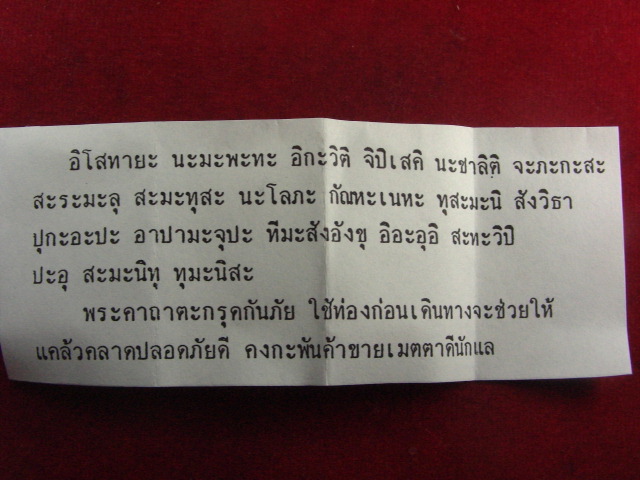 อิโสทายะ นะมะพะทะ อิกะวิติ จิปิเสคิ นะชาลิติ จะภะกะสะ
สะระมะลุ สะมะทุสะ นะโลภะ กัณหะเนหะ ทุสะมะนิ สังวิธา
ปุกะอะปะ อาปามะจุปะ ทีมะสังอังขุ อิอะอุอิ สะทะวิปิ
ปะอุ สะมะนิทุ ทุมะนิสะ
พระคาถาตะกรุดกันภัย ใช้ท่องก่อนเดินทางจะช่วยให้
แคล้วคลาดปลอดภัยดี คงกะพันค้าขายเมตตาดีนักแล